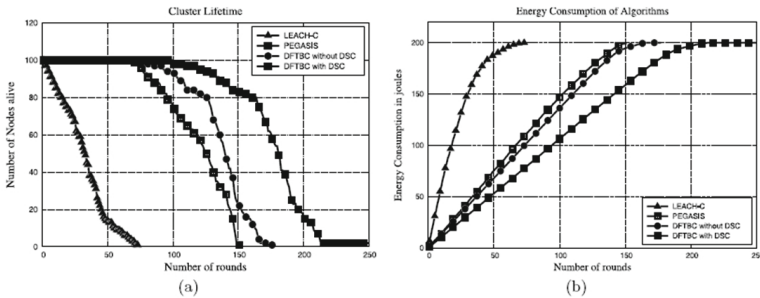 Cluster Lifetime
120
100
80
60
40
20
0
Number of Nodes alive
LEACH-C
PEGASIS
DFTBC without DSC
DFTBC with DSC
0
50
100
150
200
250
Number of rounds
(a)
Energy Consumption of Algorithms
200
150
100
50
0
Energy Consumption in joules
LEACH-C
PEGASIS
DFTBC without DSC
DFTBC with DSC
0
50
100
150
200
250
Number of rounds
(b)